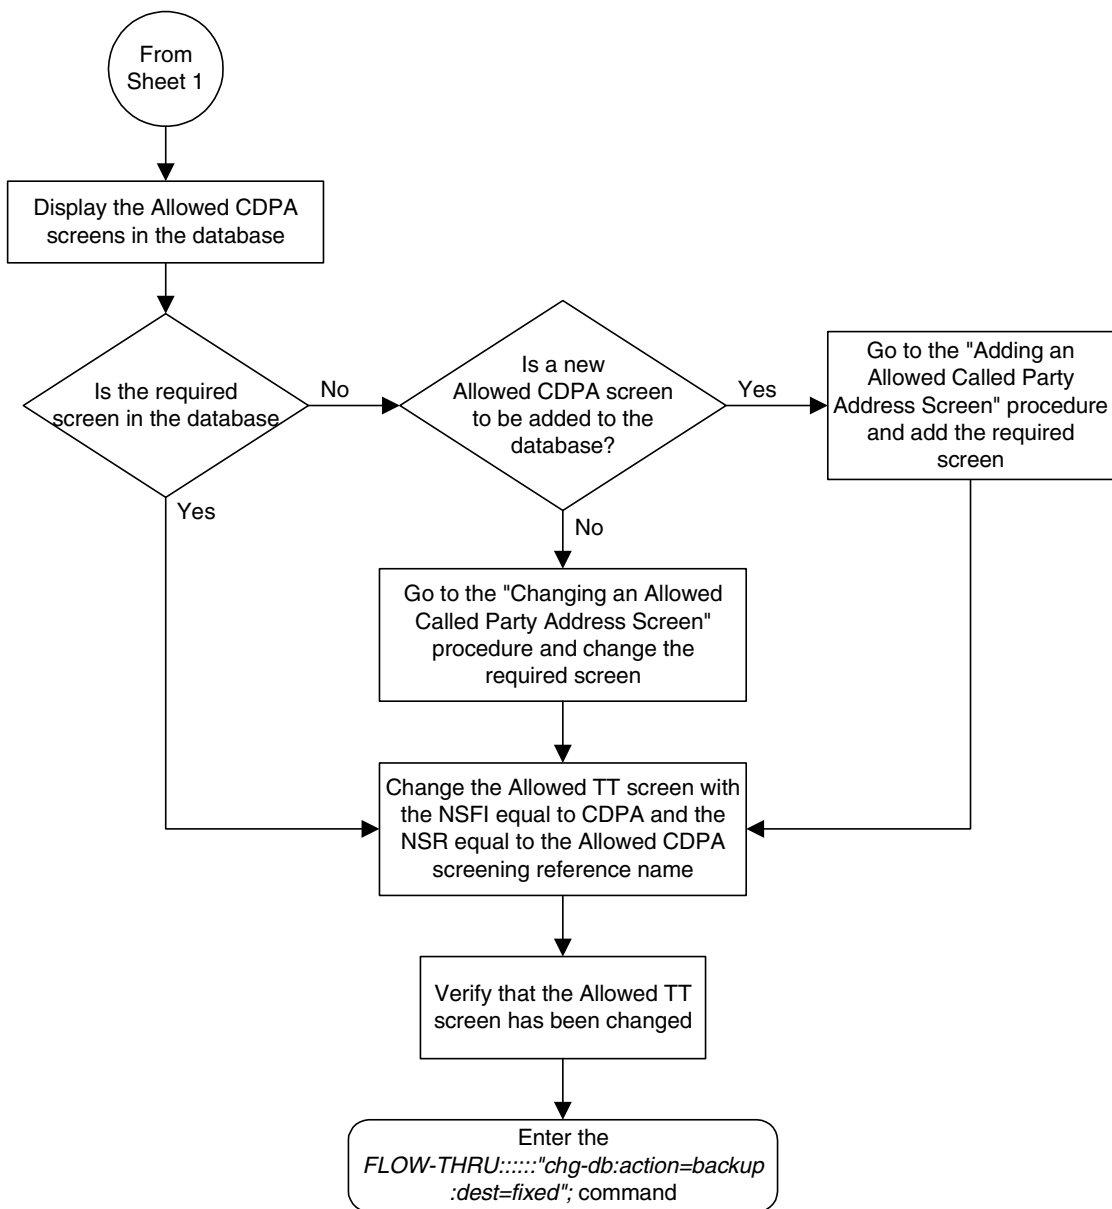 From
Sheet 1
Display the Allowed CDPA
screens in the database
Is the required
screen in the database
No
Yes
Is a new
Allowed CDPA screen
to be added to the
database?
Yes
No
Go to the "Adding an
Allowed Called Party
Address Screen" procedure
and add the required
screen
Go to the "Changing an Allowed
Called Party Address Screen"
procedure and change the
required screen
Change the Allowed TT screen with
the NSFI equal to CDPA and the
NSR equal to the Allowed CDPA
screening reference name
Verify that the Allowed TT
screen has been changed
Enter the
FLOW-THRU::::::"chg-db:action=backup
:dest=fixed"; command